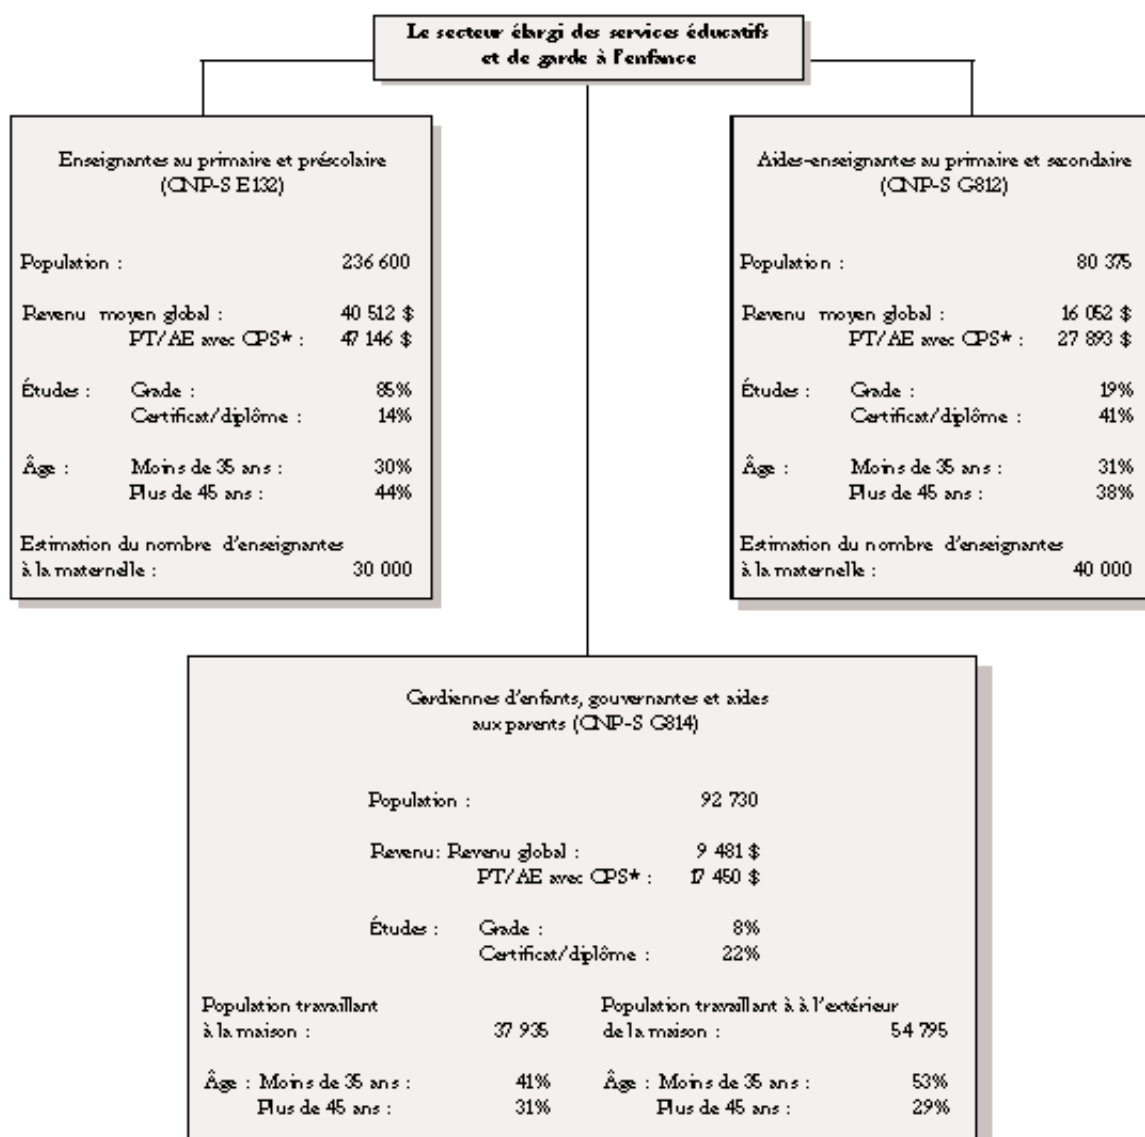 Le secteur élargi des services éducatifs
et de garde à l'enfance
Enseignantes au primaire et préscolaire
(CNP-S E132)
Population : 236 600
Revenu moyen global : 40 512 $
PT/AE avec CPS* : 47 146 $
Études : Grade : 85%
Certificat/diplôme : 14%
Âge : Moins de 35 ans : 30%
Plus de 45 ans : 44%
Estimation du nombre d'enseignantes
à la maternelle : 30 000
Aides-enseignantes au primaire et secondaire
(CNP-S G812)
Population : 80 375
Revenu moyen global : 16 052 $
PT/AE avec CPS* : 27 893 $
Études : Grade : 19%
Certificat/diplôme : 41%
Âge : Moins de 35 ans : 31%
Plus de 45 ans : 38%
Estimation du nombre d'enseignantes
à la maternelle : 40 000
Gardiennes d'enfants, gouvernantes et aides
aux parents (CNP-S G814)
Population : 92 730
Revenu: Revenu global : 9 481 $
PT/AE avec CPS* : 17 450 $
Études : Grade : 8%
Certificat/diplôme : 22%
Population travaillant
à la maison : 37 935
Âge : Moins de 35 ans : 41%
Plus de 45 ans : 31%
Population travaillant à à l'extérieur
de la maison : 54 795
Âge : Moins de 35 ans : 53%
Plus de 45 ans : 29%